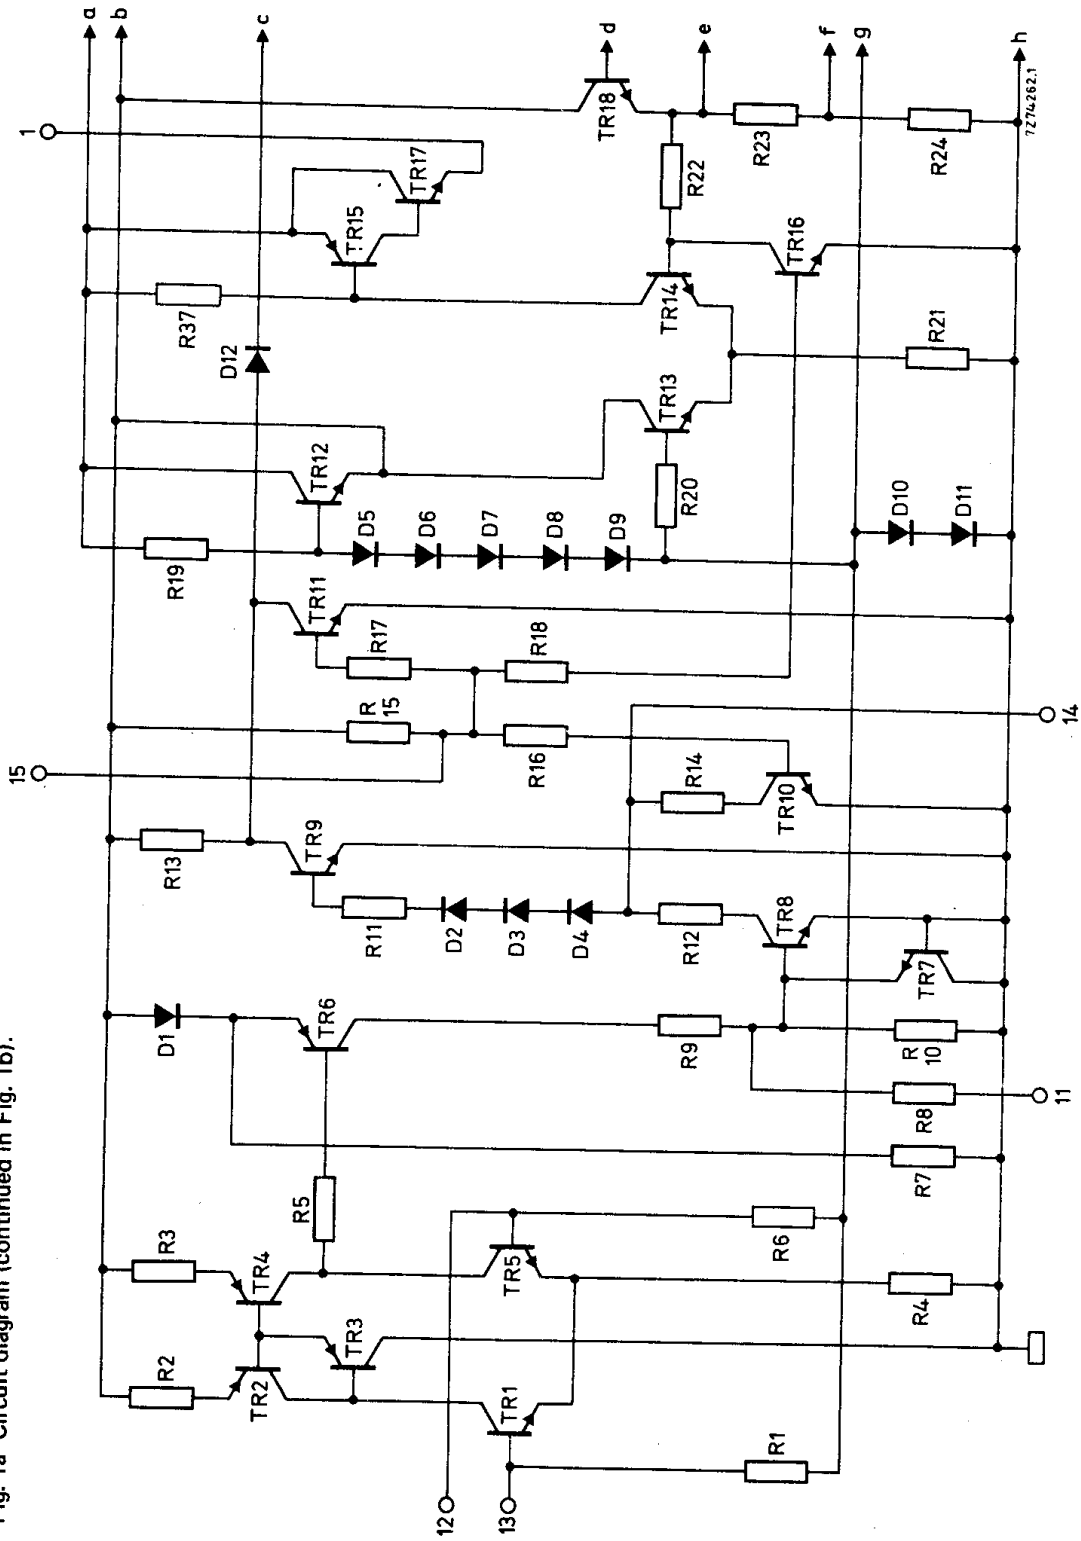 a
b
c
1
TR17
TR15
R37
D12
TR12
R19
D5
D6
D7
D8
D9
TR11
R17
R18
R
15
R16
15
R13
TR9
R11
D2
D3
D4
R12
R14
TR10
TR8
TR7
14
D1
TR6
R9
R
10
R8
11
R7
R5
R3
TR4
TR3
R2
TR2
TR5
R6
R4
TR1
R1
12
13
d
TR18
e
R23
f
g
R24
h
7Z74262.1
R22
TR16
TR14
R21
TR13
R20
D10
D11
Fig. 1a Circuit diagram (continued in Fig. 1b).